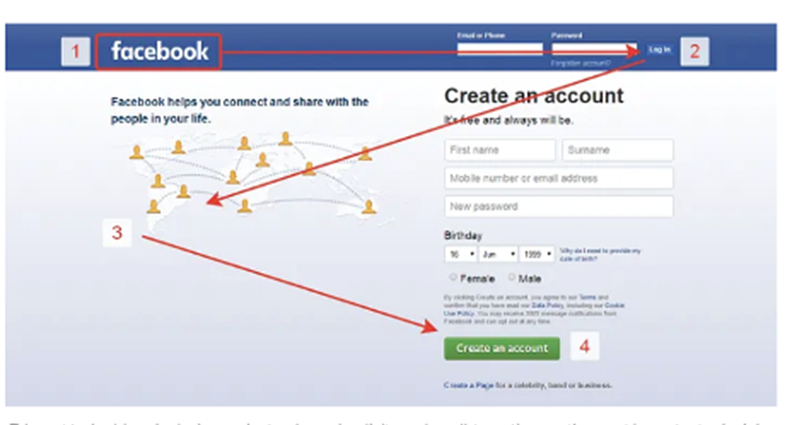 Email or Phone
Password
1
facebook
Log In
2
Forgotten account?
Facebook helps you connect and share with the
people in your life.
Create an account
It's free and always will be.
First name
Surname
Mobile number or email address
New password
3
Birthday
16
Jun
1999
Why do I need to provide my
date of birth?
Female
Male
By clicking Create an account, you agree to our Terms and
confirm that you have read our Data Policy, including our Cookie
Use Policy. You may receive SMS message notifications from
Facebook and can opt out at any time.
Create an account
4
Create a Page for a celebrity, band or business.